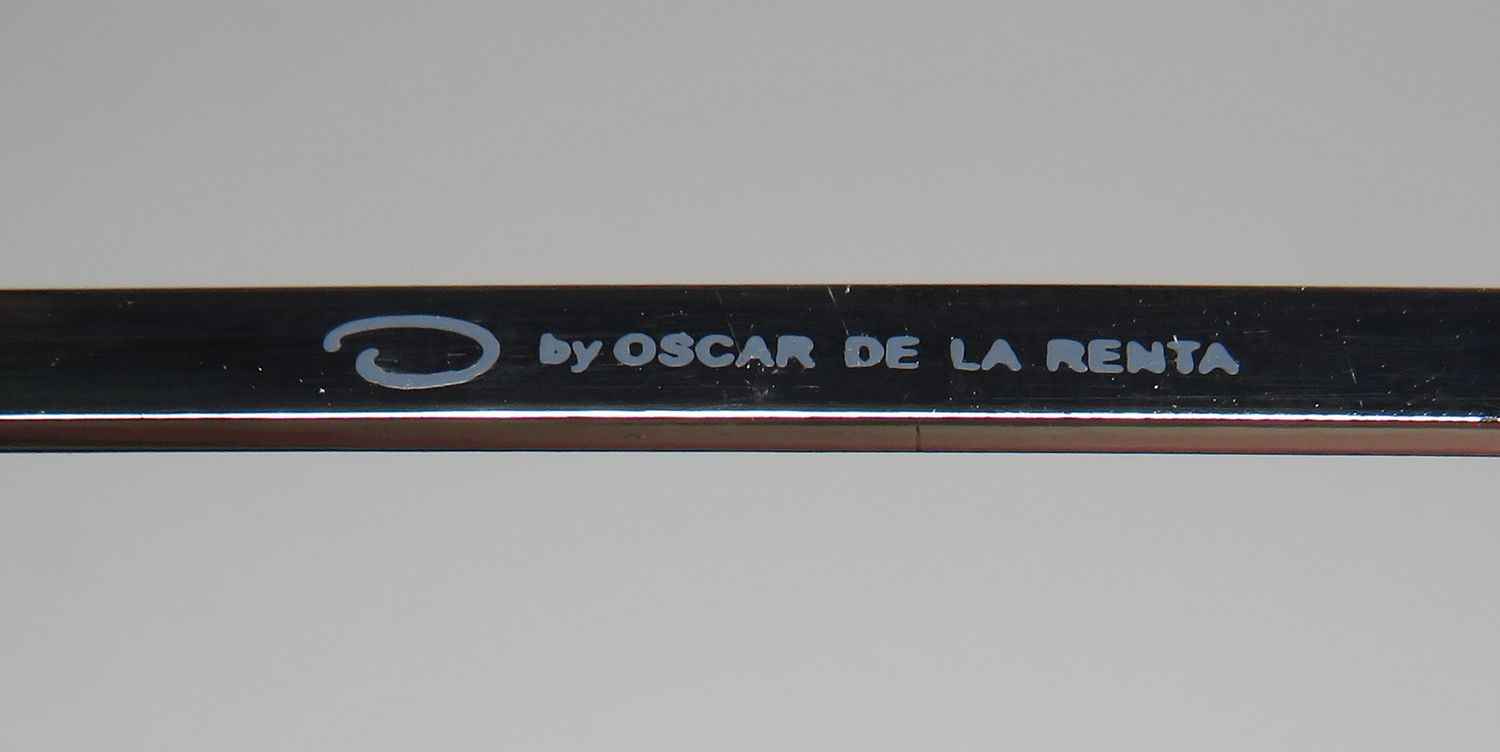 O by OSCAR DE LA RENTA